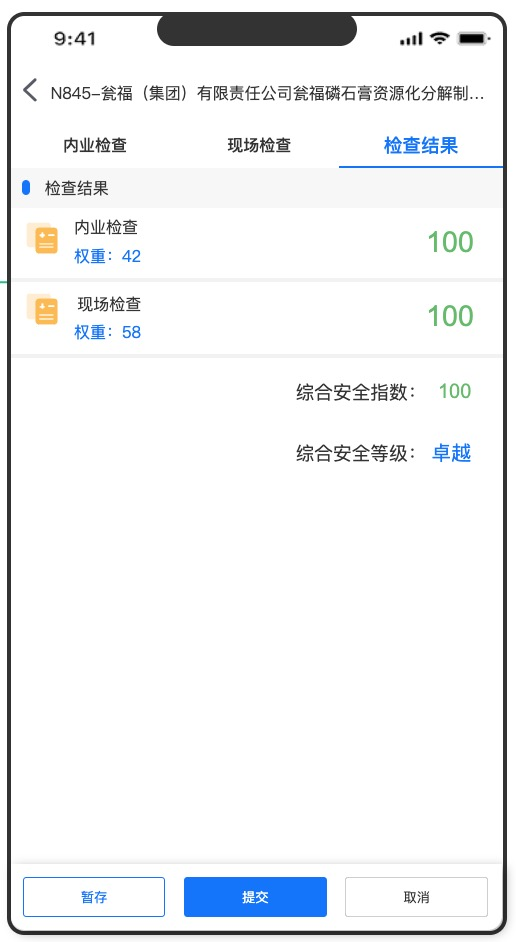 9:41
N845-瓮福（集团）有限责任公司瓮福磷石膏资源化分解制...
内业检查 现场检查 检查结果
检查结果
内业检查
权重：42
100
现场检查
权重：58
100
综合安全指数： 100
综合安全等级： 卓越
暂存 提交 取消